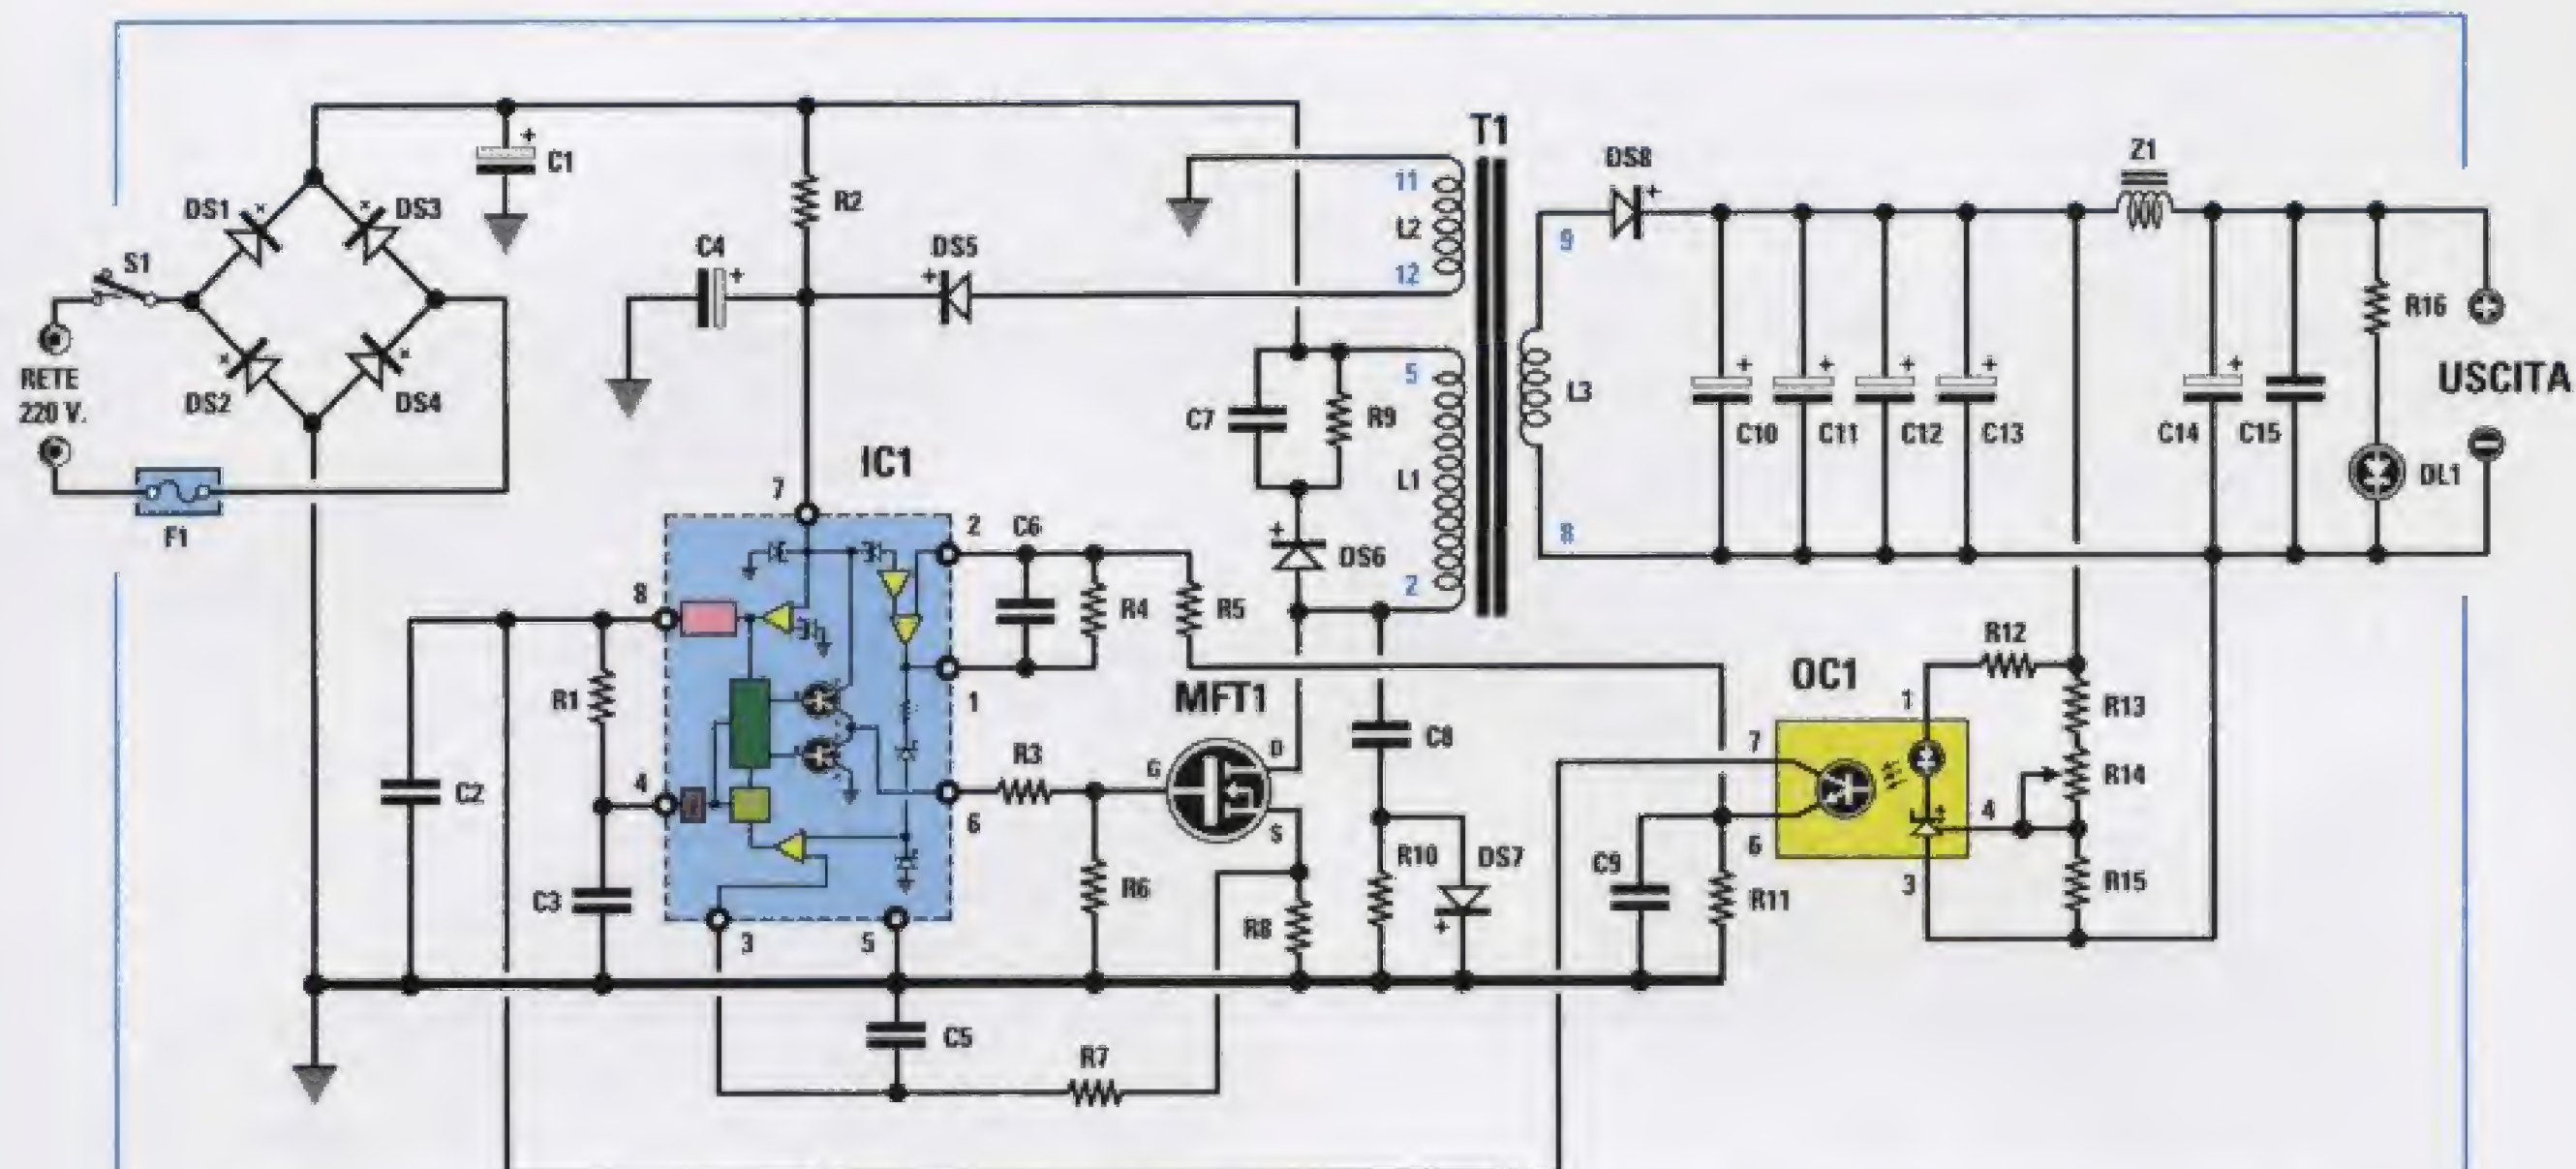 T1
Z1
DS8
C1
11
DS1
DS3
R2
L2
9
C4
DS5
12
S1
R16
RETE
220 V.
5
USCITA
DS2
DS4
C7
R9
L3
C10
C11
C12
C13
C14
C15
IC1
L1
DL1
7
F1
2
C6
8
DS6
2
8
R4
R5
R12
OC1
R1
1
MFT1
1
R13
R3
D
C8
7
4
C2
G
R14
6
S
4
6
R10
DS7
C9
C3
R6
3
R15
R8
R11
3
5
C5
R7